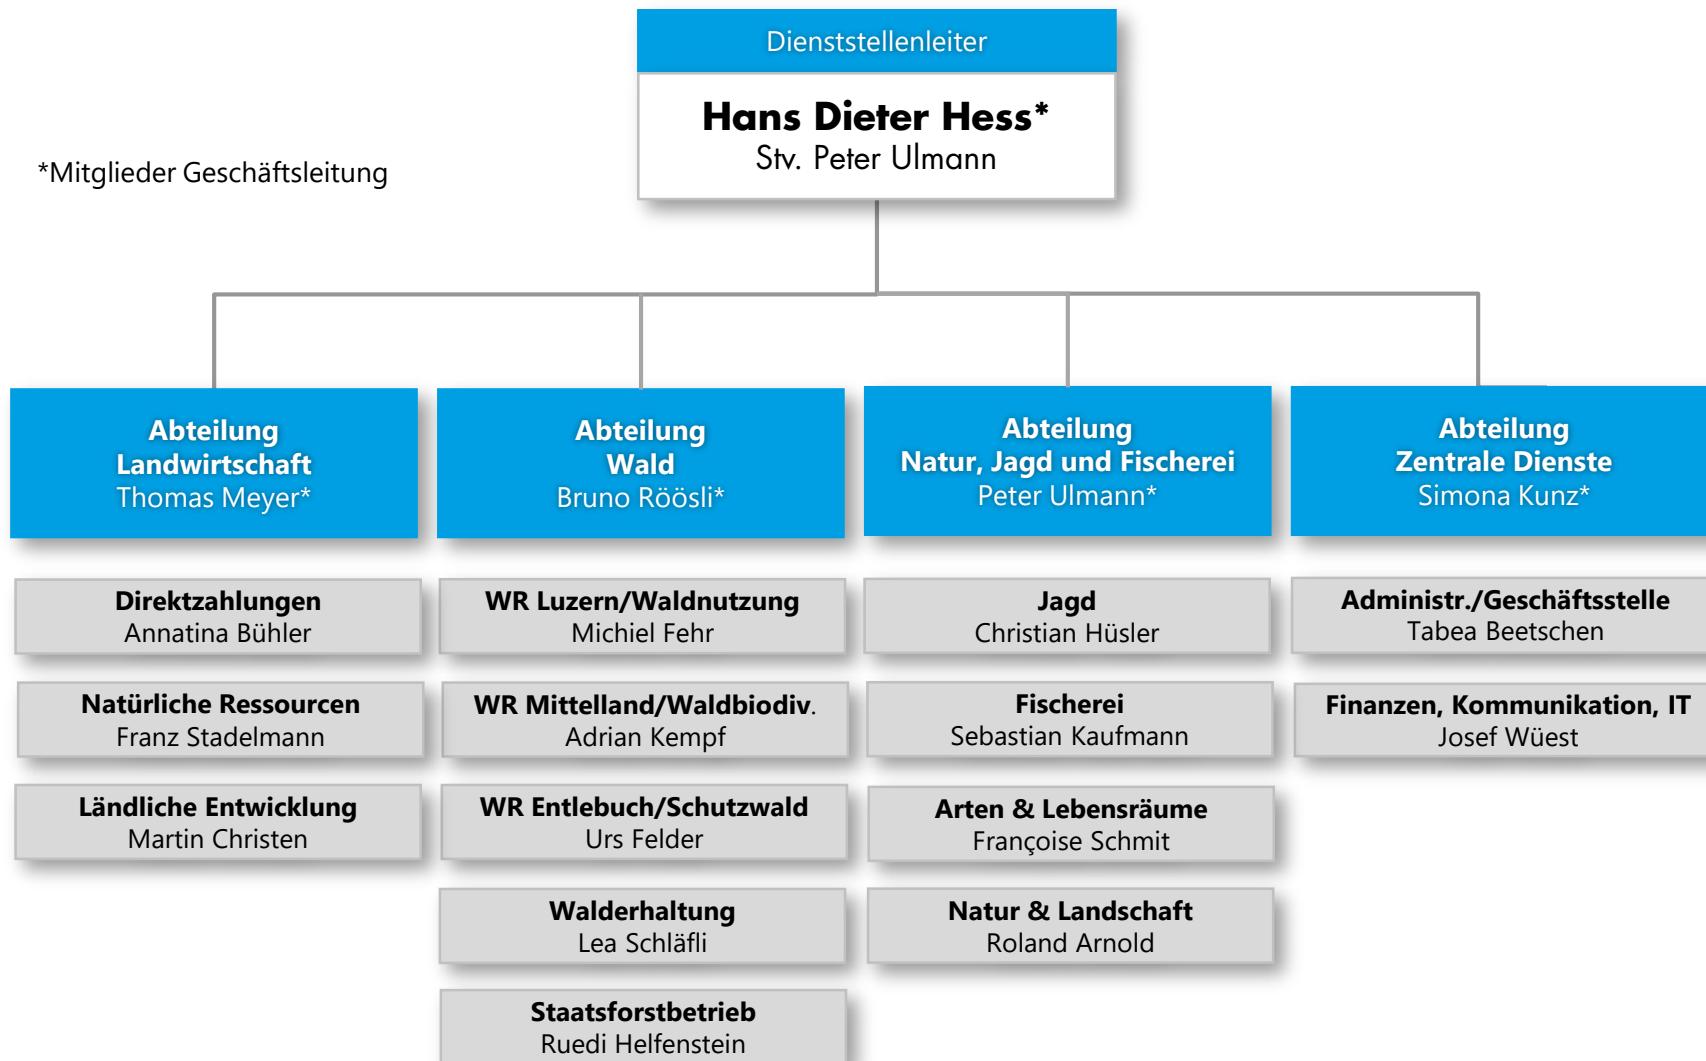 Dienststellenleiter
Hans Dieter Hess*
Stv. Peter Ulmann
*Mitglieder Geschäftsleitung
Abteilung
Landwirtschaft
Thomas Meyer*
Direktzahlungen
Annatina Bühler
Natürliche Ressourcen
Franz Stadelmann
Ländliche Entwicklung
Martin Christen
Abteilung
Wald
Bruno Röösli*
WR Luzern/Waldnutzung
Michiel Fehr
WR Mittelland/Waldbiodiv.
Adrian Kempf
WR Entlebuch/Schutzwald
Urs Felder
Walderhaltung
Lea Schläfli
Staatsforstbetrieb
Ruedi Helfenstein
Abteilung
Natur, Jagd und Fischerei
Peter Ulmann*
Jagd
Christian Hüsler
Fischerei
Sebastian Kaufmann
Arten & Lebensräume
Françoise Schmit
Natur & Landschaft
Roland Arnold
Abteilung
Zentrale Dienste
Simona Kunz*
Administr./Geschäftsstelle
Tabea Beetschen
Finanzen, Kommunikation, IT
Josef Wüest